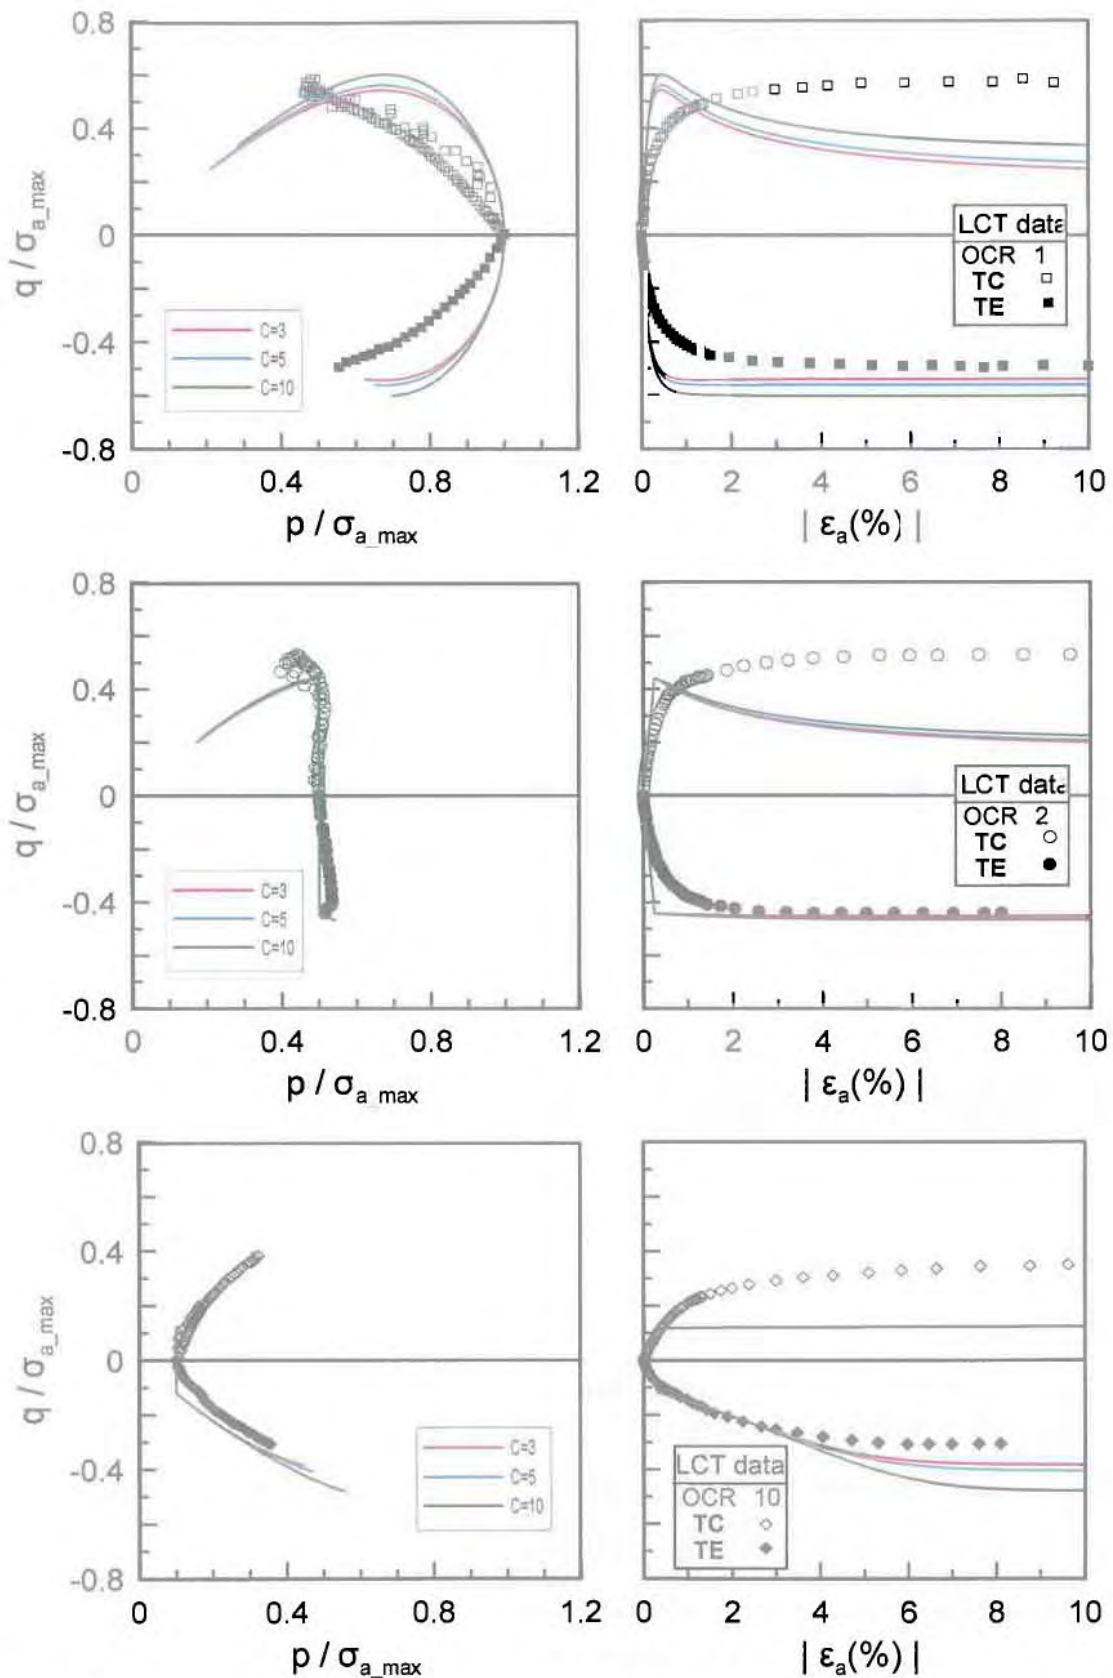 0.8
0.4
0
-0.4
-0.8
q / σa_max
C=3
C=5
C=10
0 0.4 0.8 1.2
p / σa_max
LCT data
OCR 1
TC
TE
0 2 4 6 8 10
| εa(%) |
0.8
0.4
0
-0.4
-0.8
q / σa_max
C=3
C=5
C=10
0 0.4 0.8 1.2
p / σa_max
LCT data
OCR 2
TC
TE
0 2 4 6 8 10
| εa(%) |
0.8
0.4
0
-0.4
-0.8
q / σa_max
C=3
C=5
C=10
0 0.4 0.8 1.2
p / σa_max
LCT data
OCR 10
TC
TE
0 2 4 6 8 10
| εa(%) |